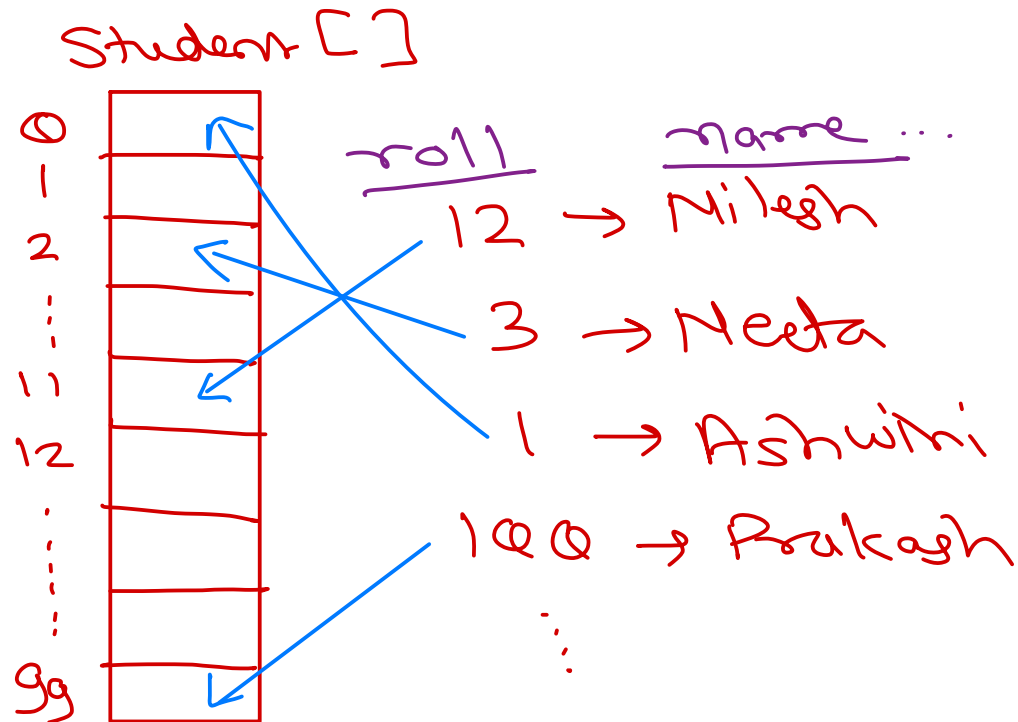 Student []
roll name ...
0
1
12 → Nilesh
2
3 → Neeta
11
1 → Ashwini
12
100 → Prakash
99